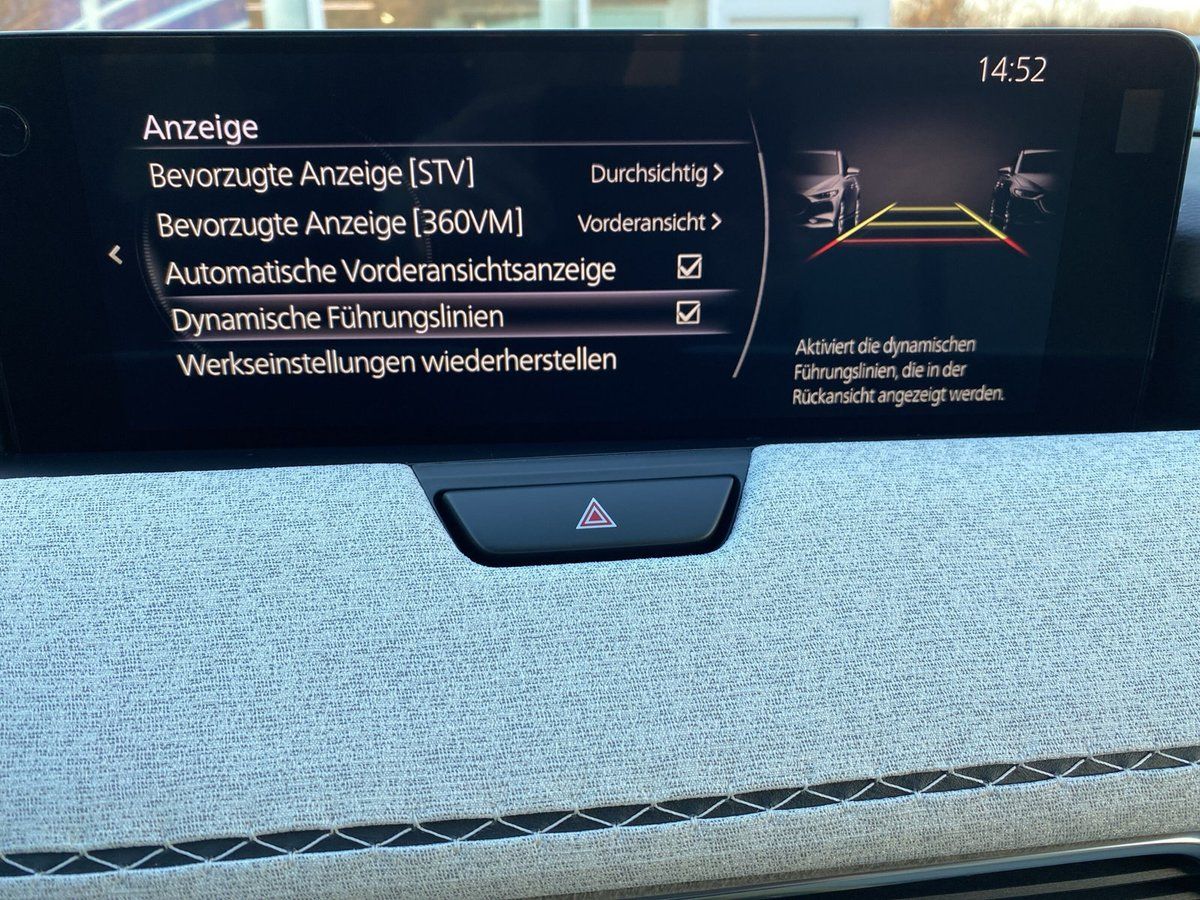 14:52
Anzeige
Bevorzugte Anzeige [STV] Durchsichtig >
Bevorzugte Anzeige [360VM] Vorderansicht >
Automatische Vorderansichtsanzeige
Dynamische Führungslinien
Werkseinstellungen wiederherstellen
Aktiviert die dynamischen
Führungslinien, die in der
Rückansicht angezeigt werden.